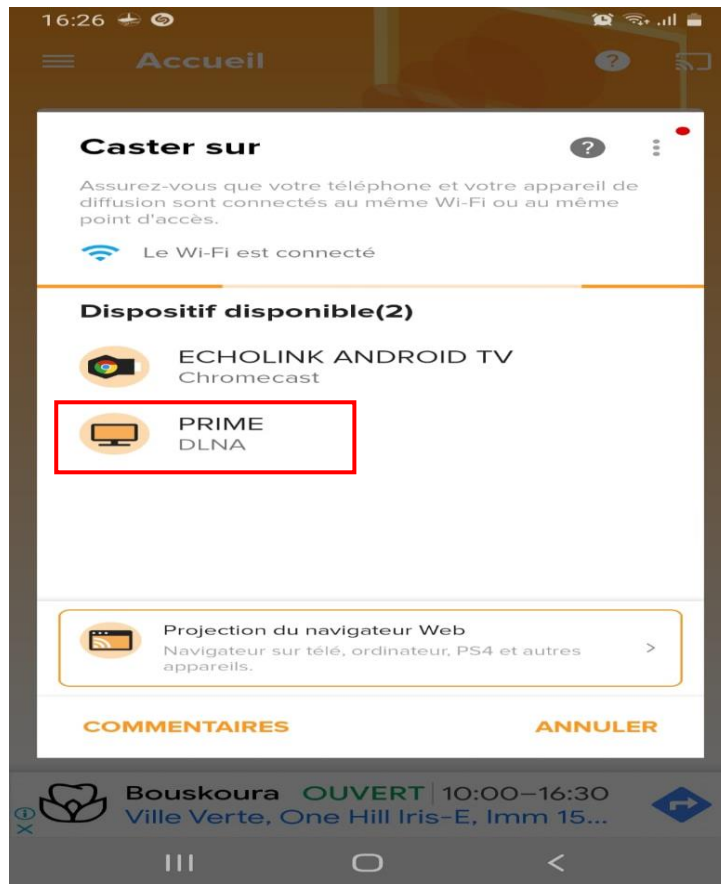 16:26
Accueil
?
Caster sur
?
Assurez-vous que votre téléphone et votre appareil de
diffusion sont connectés au même Wi-Fi ou au même
point d'accès.
Le Wi-Fi est connecté
Dispositif disponible(2)
ECHOLINK ANDROID TV
Chromecast
PRIME
DLNA
Projection du navigateur Web
Navigateur sur télé, ordinateur, PS4 et autres
appareils.
COMMENTAIRES ANNULER
Bouskoura OUVERT 10:00–16:30
Ville Verte, One Hill Iris-E, Imm 15...